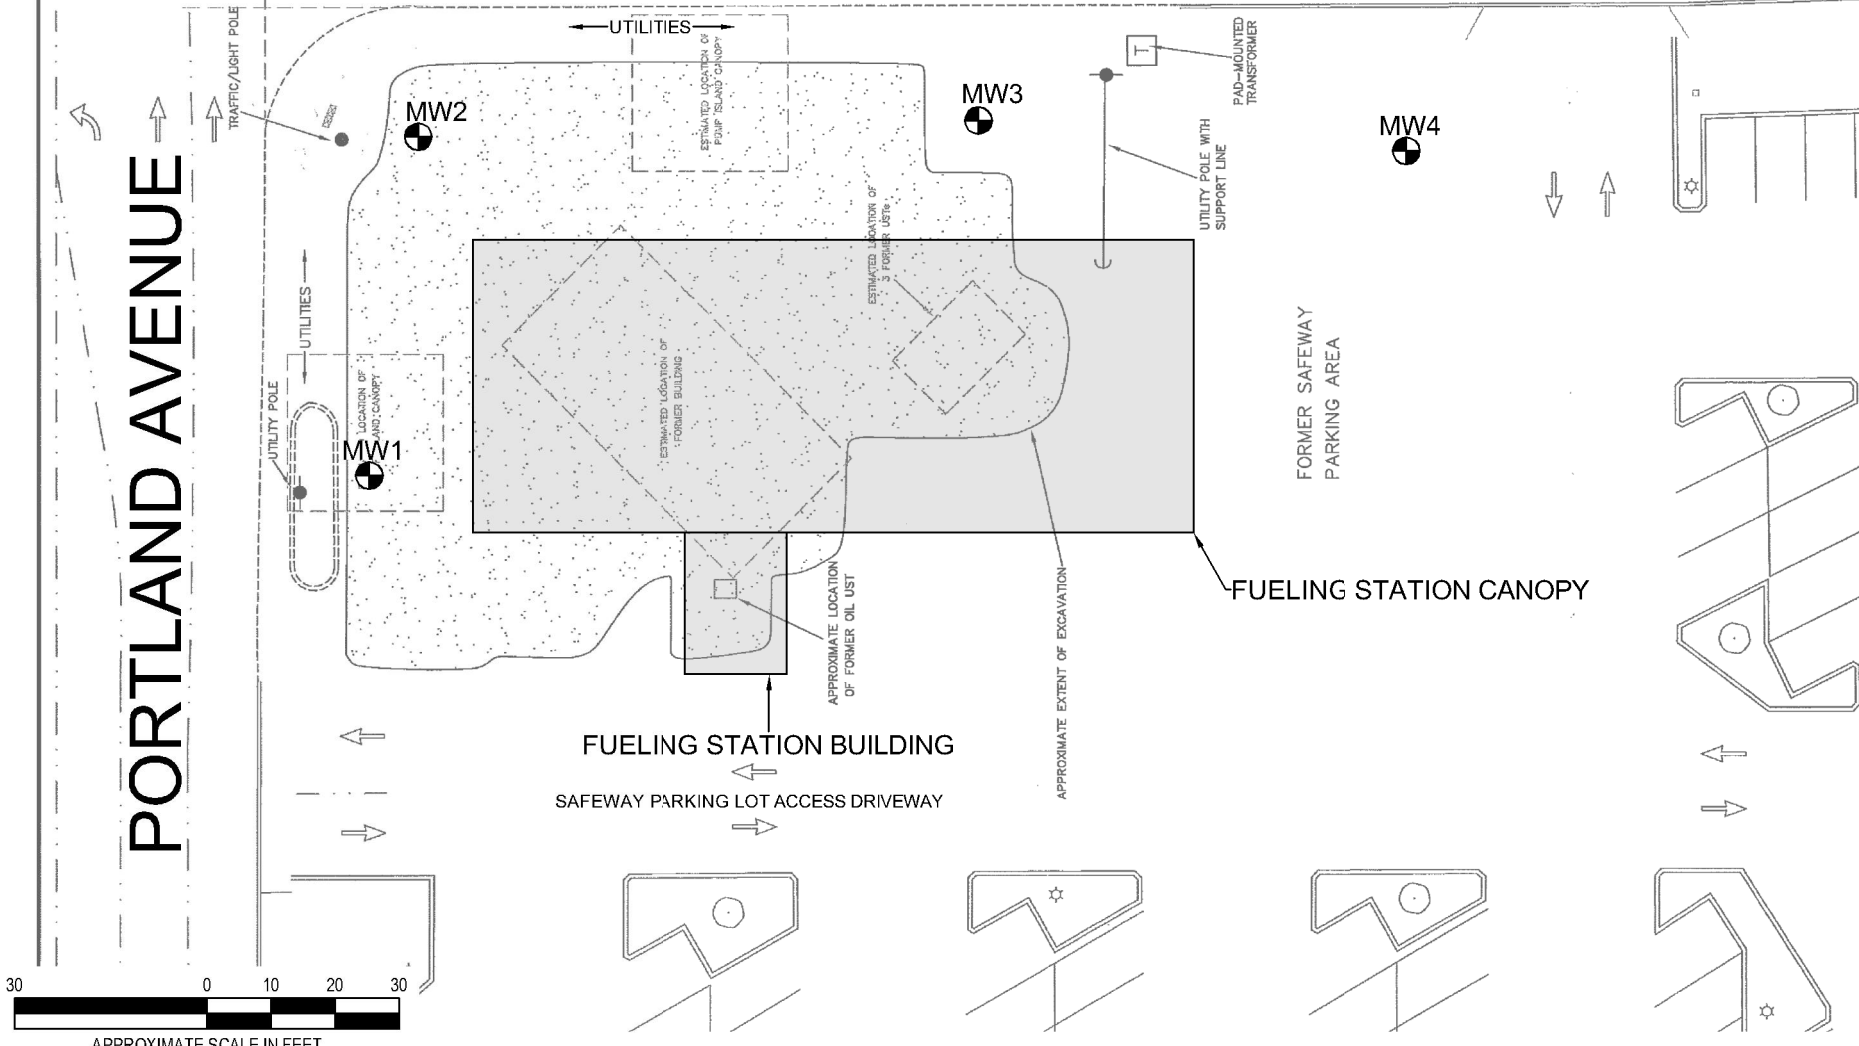 UTILITIES
TRAFFIC/LIGHT POLE
ESTIMATED LOCATION OF
PUMP ISLAND CANOPY
T
PAD-MOUNTED
TRANSFORMER
MW2
MW3
MW4
UTILITY POLE WITH
SUPPORT LINE
PORTLAND AVENUE
ESTIMATED LOCATION OF
3 FORMER USTs
UTILITIES
UTILITY POLE
LOCATION OF
AND CANOPY
MW1
ESTIMATED LOCATION OF
FORMER BUILDING
FORMER SAFEWAY
PARKING AREA
FUELING STATION CANOPY
APPROXIMATE LOCATION
OF FORMER OIL UST
APPROXIMATE EXTENT OF EXCAVATION
FUELING STATION BUILDING
SAFEWAY PARKING LOT ACCESS DRIVEWAY
30 0 10 20 30
APPROXIMATE SCALE IN FEET